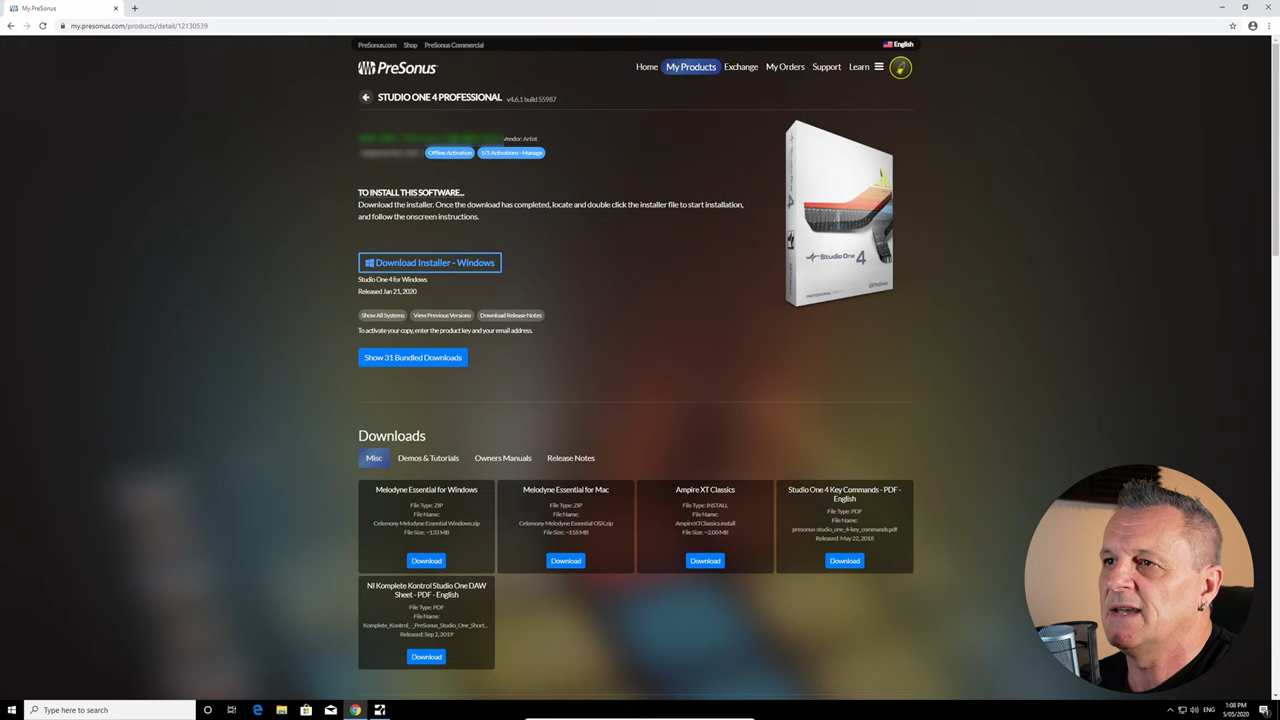 My.PreSonus
my.presonus.com/products/detail/12130539
PreSonus.com Shop PreSonus Commercial
English
PreSonus
Home My Products Exchange My Orders Support Learn
STUDIO ONE 4 PROFESSIONAL v4.6.1 build 55987
Vendor: Artist
Offline Activation 1/5 Activations - Manage
TO INSTALL THIS SOFTWARE...
Download the installer. Once the download has completed, locate and double click the installer file to start installation,
and follow the onscreen instructions.
Studio One 4
PreSonus
Download Installer - Windows
Studio One 4 for Windows
Released Jan 21, 2020
Show All Systems View Previous Versions Download Release Notes
To activate your copy, enter the product key and your email address.
Show 31 Bundled Downloads
Downloads
Misc Demos & Tutorials Owners Manuals Release Notes
Melodyne Essential for Windows
File Type: ZIP
File Name:
Celemony Melodyne Essential Windows.zip
File Size: ~133 MB
Download
Melodyne Essential for Mac
File Type: ZIP
File Name:
Celemony Melodyne Essential OSX.zip
File Size: ~118 MB
Download
Ampire XT Classics
File Type: INSTALL
File Name:
AmpireXTClassics.install
File Size: ~2.00 MB
Download
Studio One 4 Key Commands - PDF -
English
File Type: PDF
File Name:
presonus-studio_one_4-key_commands.pdf
Released: May 22, 2018
Download
NI Komplete Kontrol Studio One DAW
Sheet - PDF - English
File Type: PDF
File Name:
Komplete_Kontrol_-_PreSonus_Studio_One_Short...
Released: Sep 2, 2019
Download
Type here to search
ENG
1:08 PM
5/05/2020